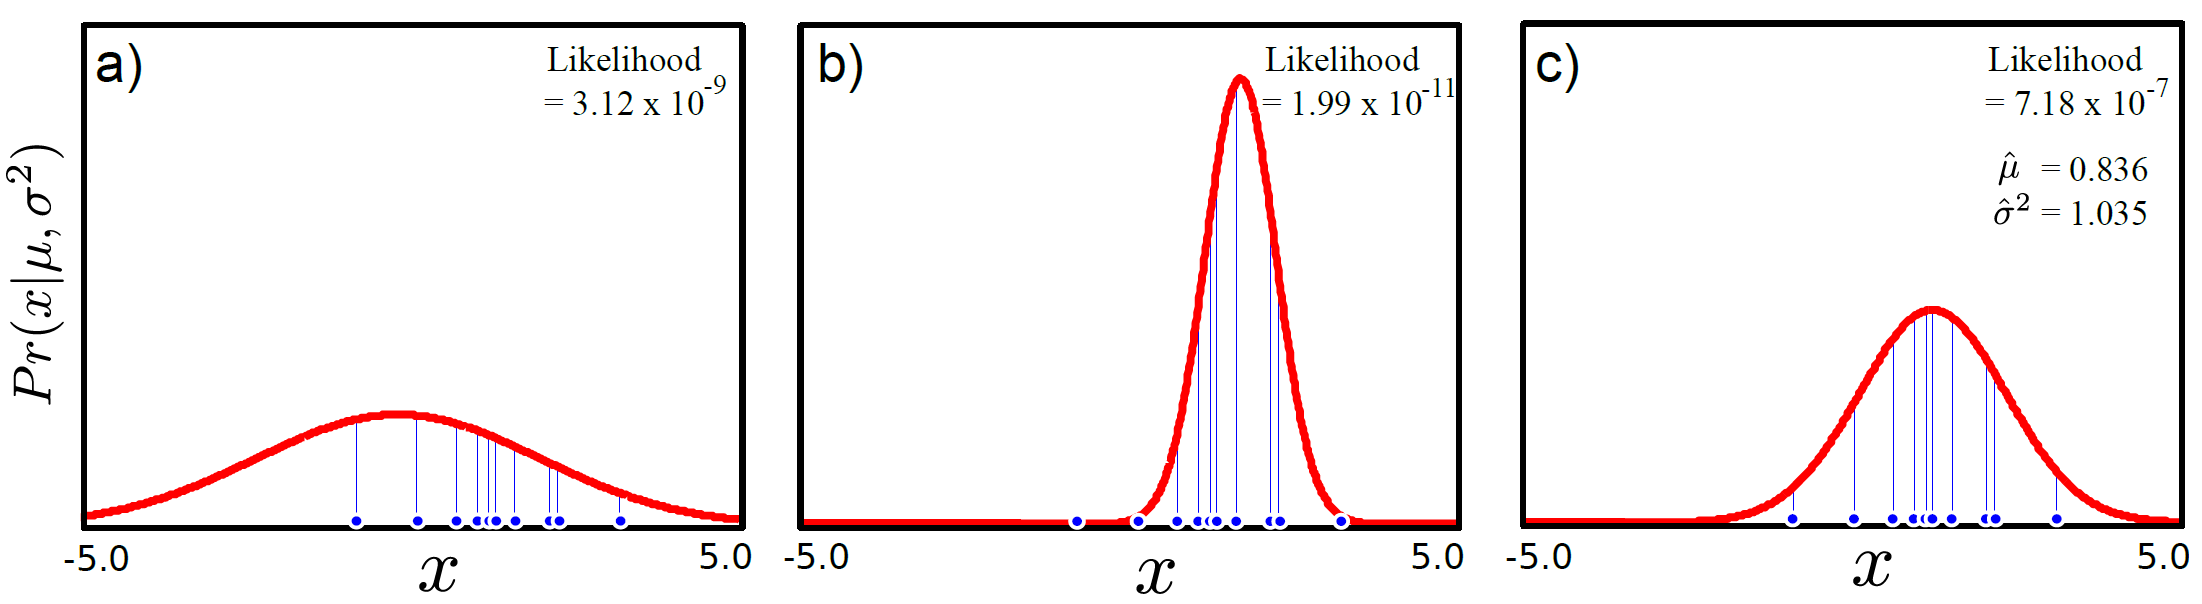 Pr(x|μ, σ²)
a)
Likelihood
= 3.12 x 10⁻⁹
-5.0
5.0
x
b)
Likelihood
= 1.99 x 10⁻¹¹
-5.0
5.0
x
c)
Likelihood
= 7.18 x 10⁻⁷
μ̂ = 0.836
σ̂² = 1.035
-5.0
5.0
x